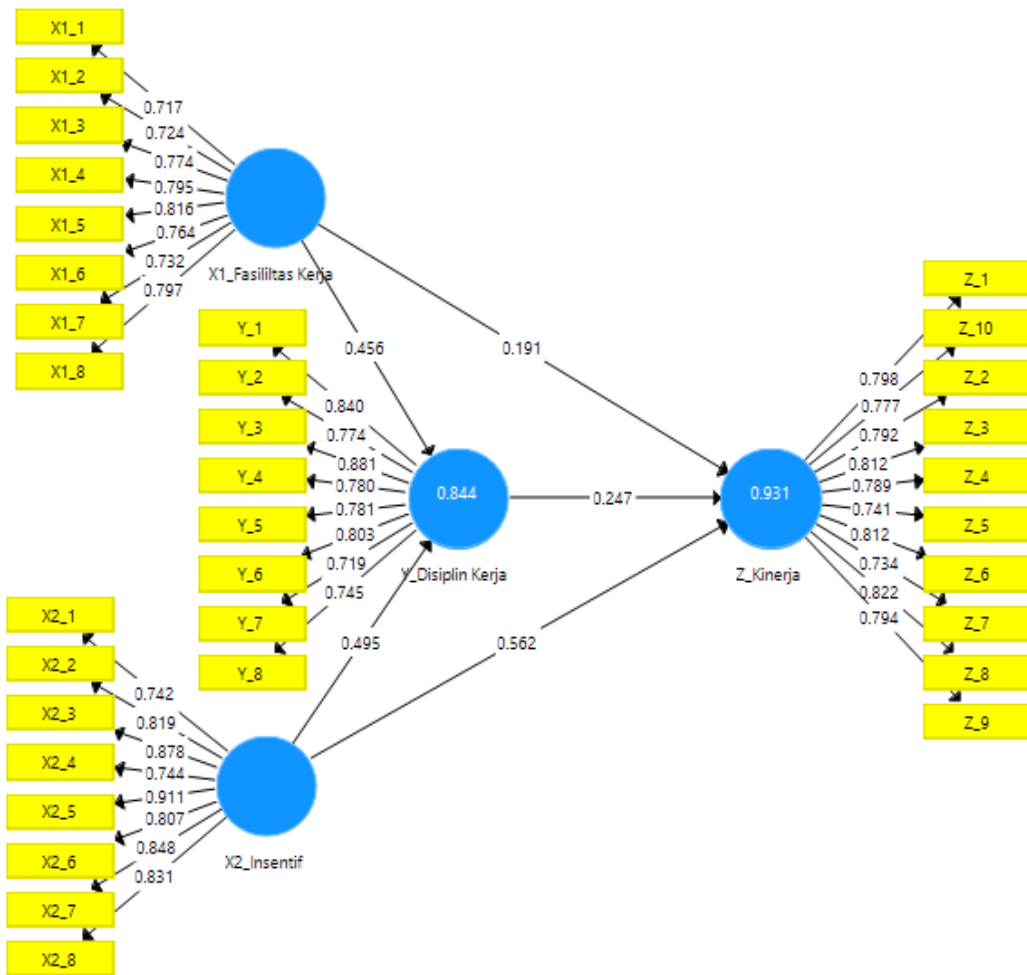 X1_1
X1_2
X1_3
X1_4
X1_5
X1_6
X1_7
X1_8
0.717
0.724
0.774
0.795
0.816
0.764
0.732
0.797
X1_Fasililtas Kerja
0.456
0.191
Y_1
Y_2
Y_3
Y_4
Y_5
Y_6
Y_7
Y_8
0.840
0.774
0.881
0.780
0.781
0.803
0.719
0.745
0.844
Y_Disiplin Kerja
0.247
0.495
0.562
X2_1
X2_2
X2_3
X2_4
X2_5
X2_6
X2_7
X2_8
0.742
0.819
0.878
0.744
0.911
0.807
0.848
0.831
X2_Insentif
0.931
Z_Kinerja
0.798
0.777
0.792
0.812
0.789
0.741
0.812
0.734
0.822
0.794
Z_1
Z_10
Z_2
Z_3
Z_4
Z_5
Z_6
Z_7
Z_8
Z_9